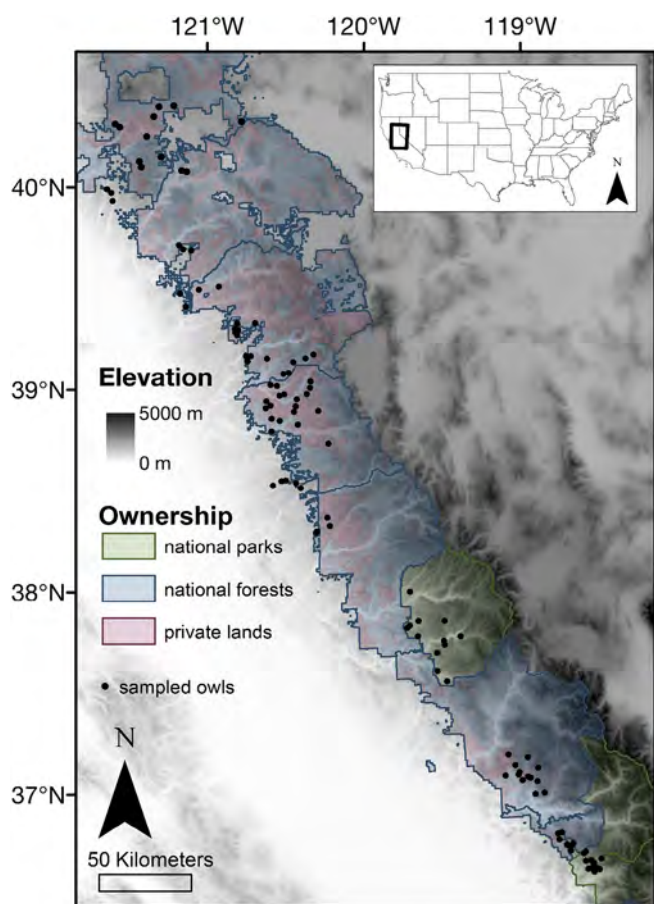 121°W
120°W
119°W
40°N
39°N
38°N
37°N
N
Elevation
5000 m
0 m
Ownership
national parks
national forests
private lands
sampled owls
N
50 Kilometers